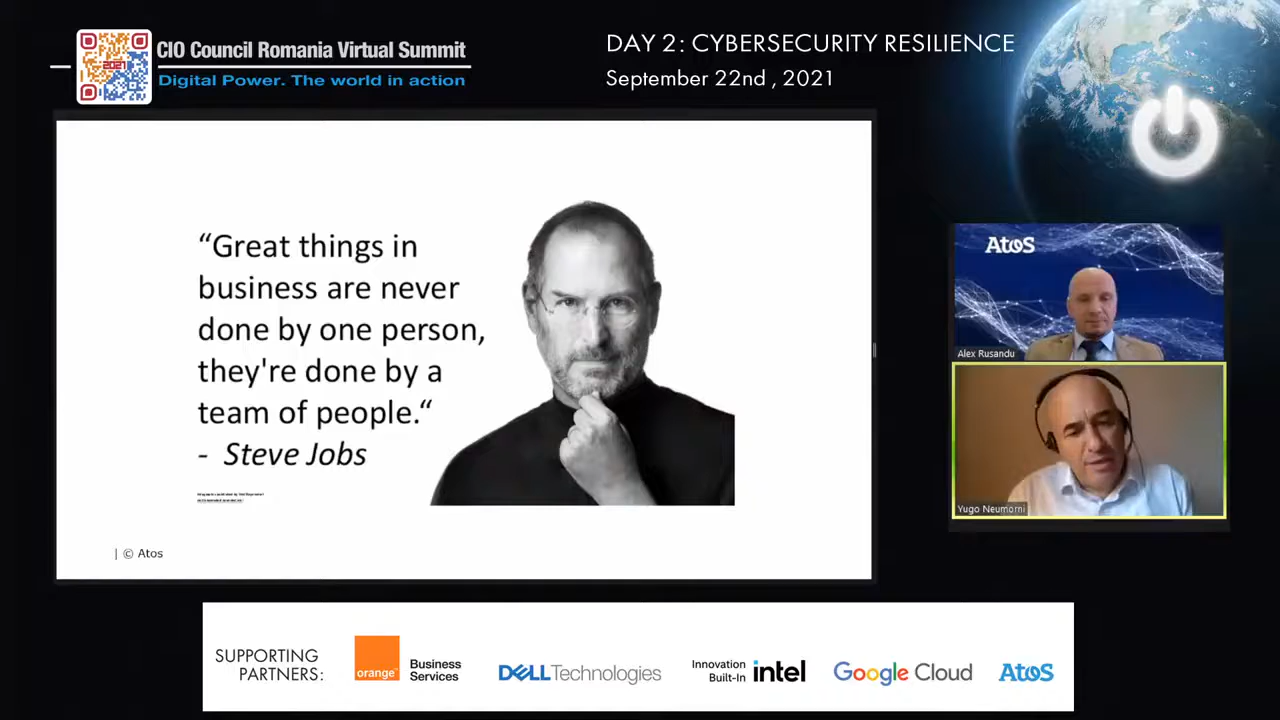 2021
CIO Council Romania Virtual Summit
Digital Power. The world in action
DAY 2: CYBERSECURITY RESILIENCE
September 22nd , 2021
“Great things in
business are never
done by one person,
they're done by a
team of people.“
- Steve Jobs
| © Atos
Atos
Alex Rusandu
Yugo Neumorni
SUPPORTING
PARTNERS:
orange™
Business
Services
DELL Technologies
Innovation
Built-In
intel
Google Cloud
Atos